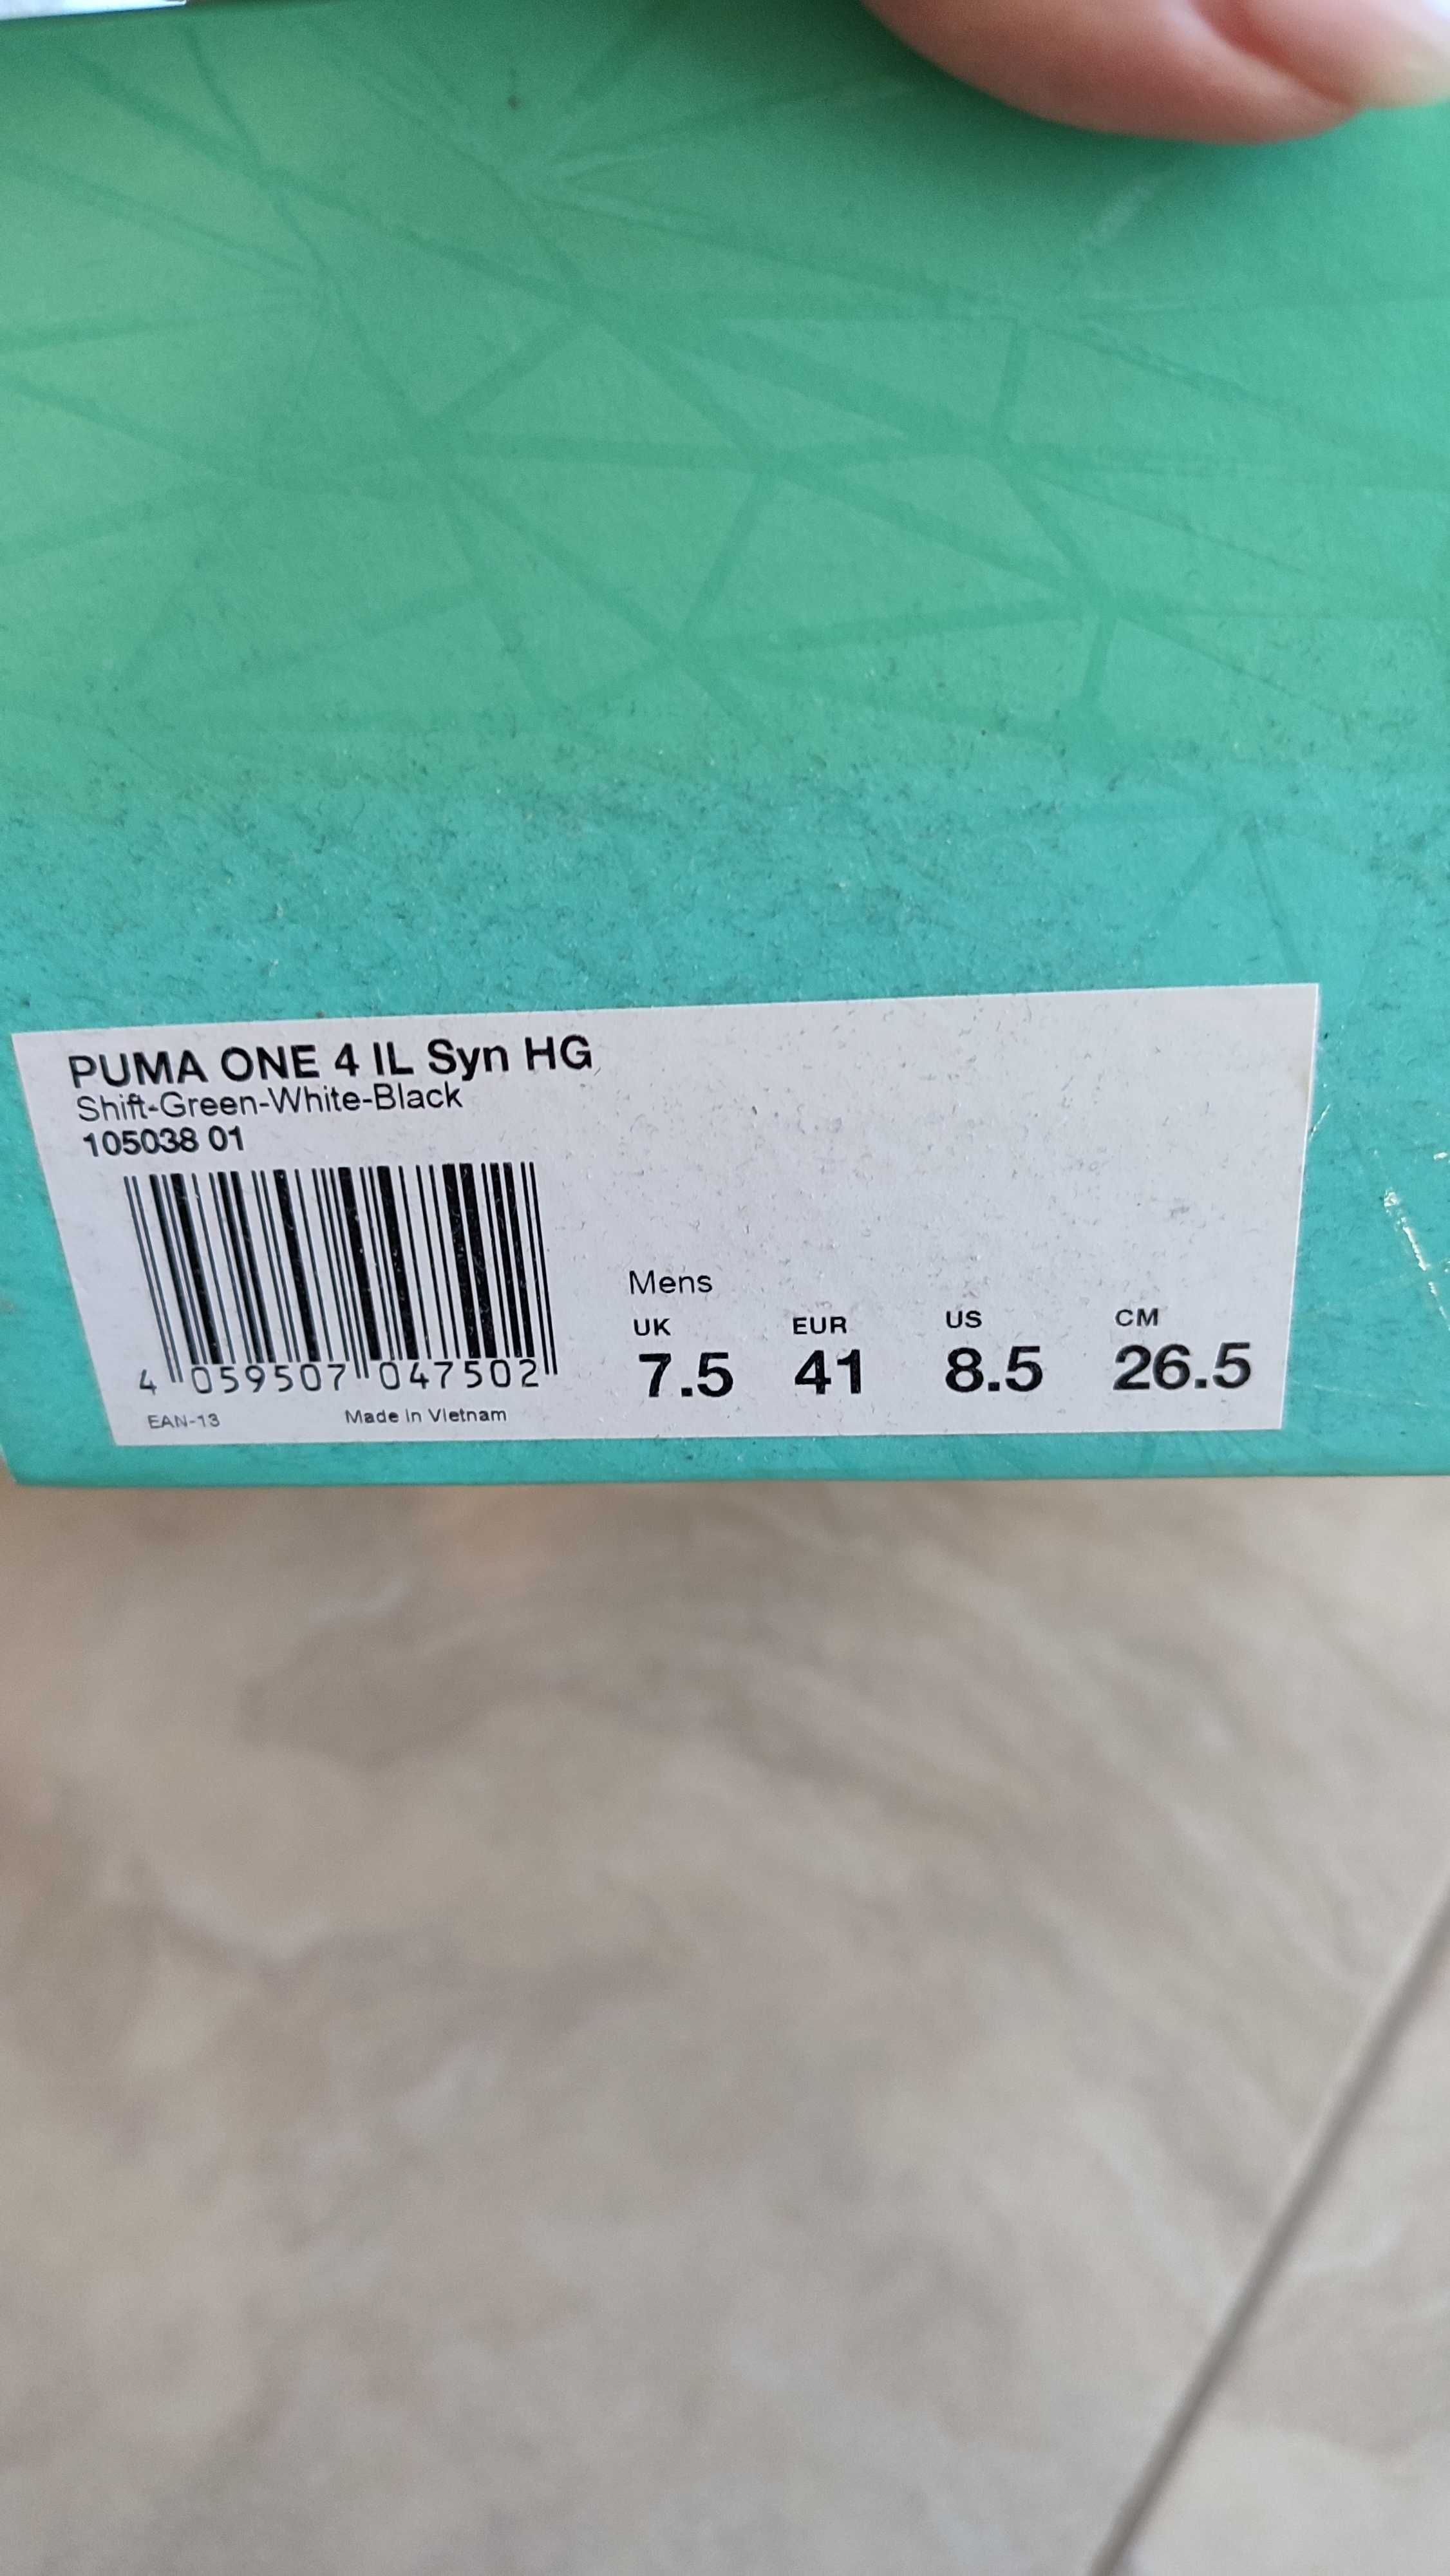 PUMA ONE 4 IL Syn HG
Shift-Green-White-Black
105038 01
4 059507 047502
EAN-13 Made in Vietnam
Mens
UK EUR US CM
7.5 41 8.5 26.5